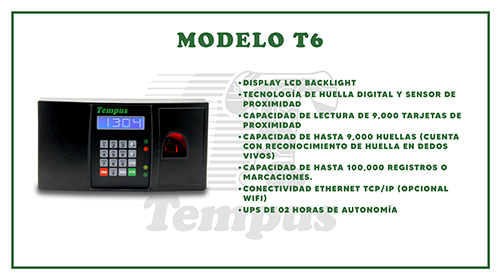 MODELO T6
• DISPLAY LCD BACKLIGHT
• TECNOLOGÍA DE HUELLA DIGITAL Y SENSOR DE
PROXIMIDAD
• CAPACIDAD DE LECTURA DE 9,000 TARJETAS DE
PROXIMIDAD
• CAPACIDAD DE HASTA 9,000 HUELLAS (CUENTA
CON RECONOCIMIENTO DE HUELLA EN DEDOS
VIVOS)
• CAPACIDAD DE HASTA 100,000 REGISTROS O
MARCACIONES.
• CONECTIVIDAD ETHERNET TCP/IP (OPCIONAL
WIFI)
• UPS DE 02 HORAS DE AUTONOMÍA
Tempus
1304
Tempus